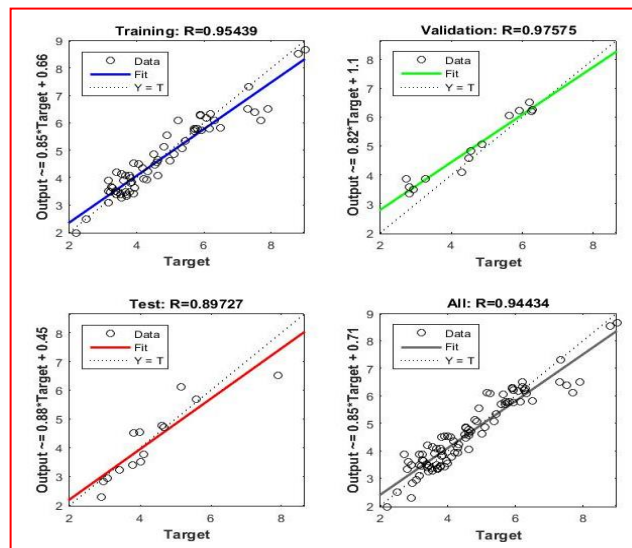 Training: R=0.95439
Output ~= 0.85*Target + 0.66
9
8
7
6
5
4
3
2
Data
Fit
Y = T
2
4
6
8
Target
Validation: R=0.97575
Output ~= 0.82*Target + 1.1
8
7
6
5
4
3
2
Data
Fit
Y = T
2
4
6
8
Target
Test: R=0.89727
Output ~= 0.88*Target + 0.45
8
7
6
5
4
3
2
Data
Fit
Y = T
2
4
6
8
Target
All: R=0.94434
Output ~= 0.85*Target + 0.71
9
8
7
6
5
4
3
2
Data
Fit
Y = T
2
4
6
8
Target